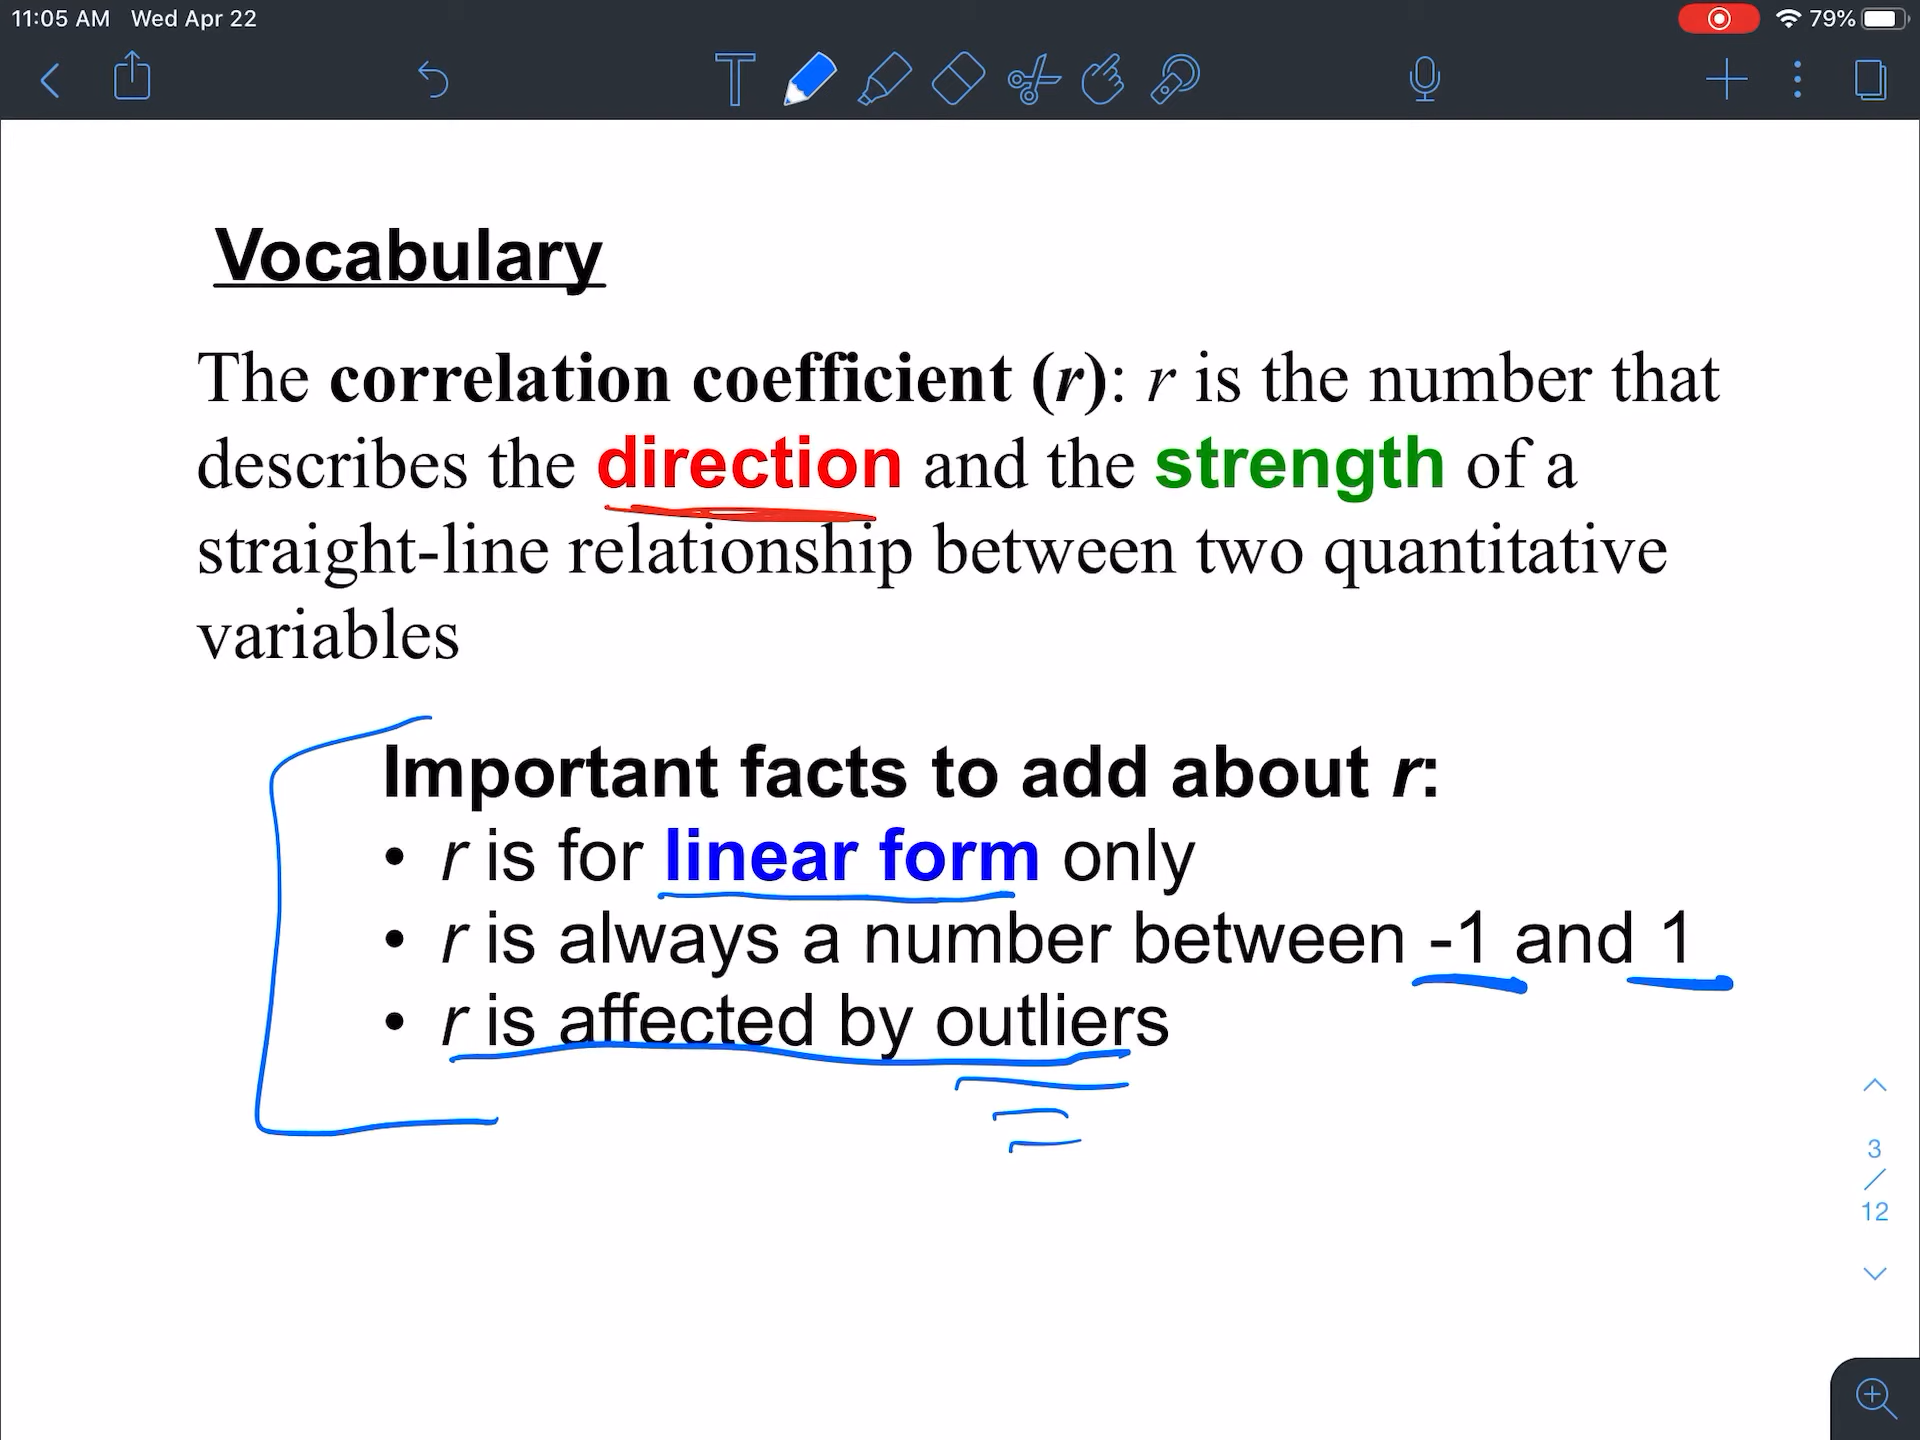 11:05 AM Wed Apr 22
79%
Vocabulary
The correlation coefficient (r): r is the number that
describes the direction and the strength of a
straight-line relationship between two quantitative
variables
Important facts to add about r:
• r is for linear form only
• r is always a number between -1 and 1
• r is affected by outliers
3
/
12